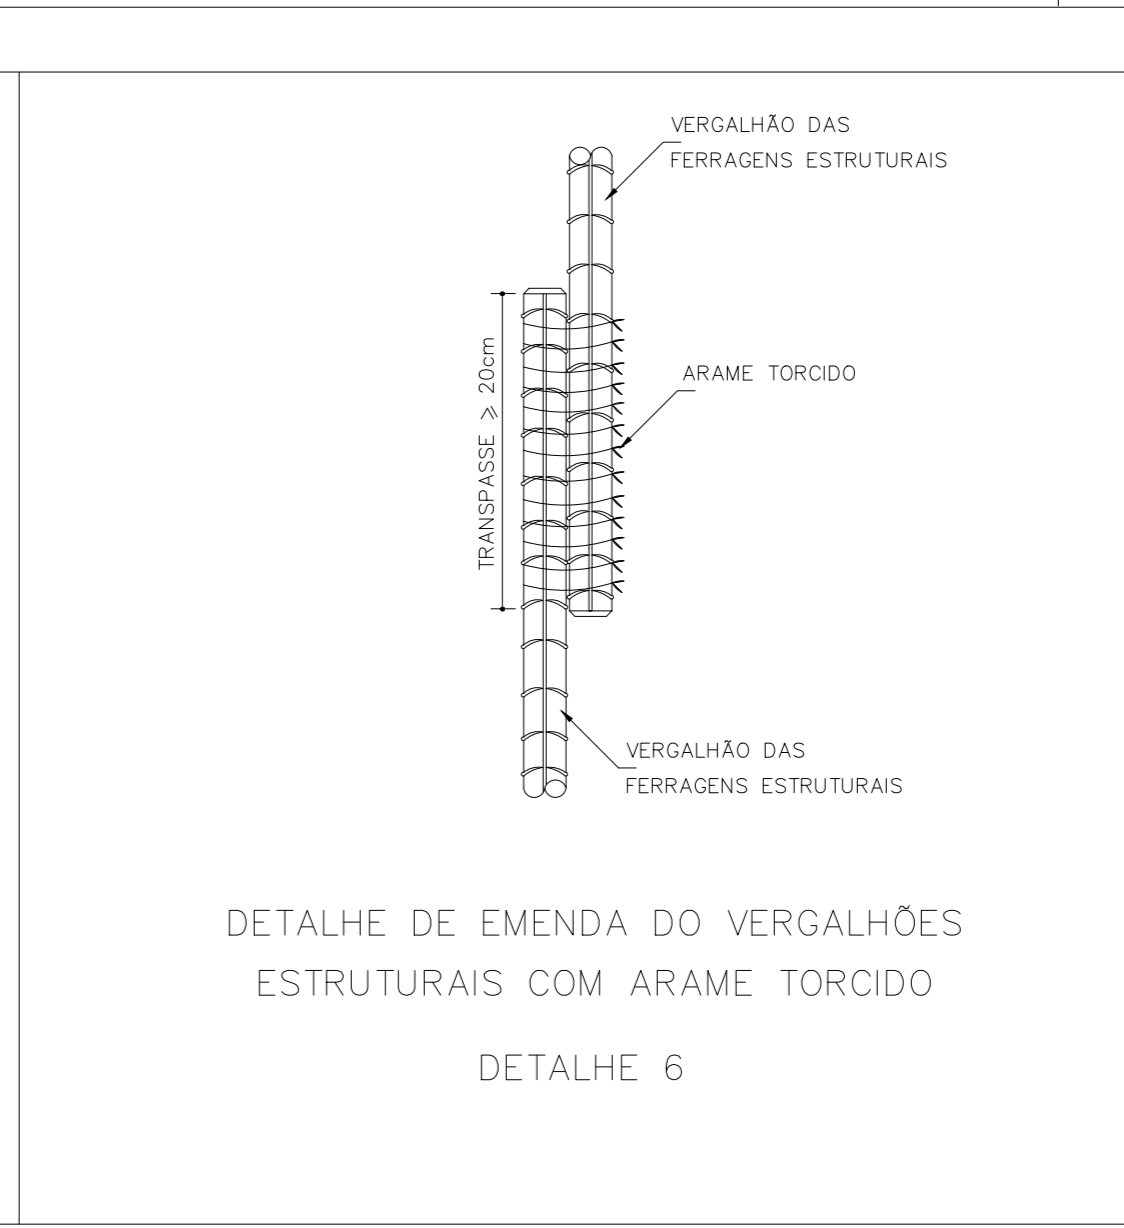 VERGALHÃO DAS
FERRAGENS ESTRUTURAIS
TRANSPASSE ⩾ 20cm
ARAME TORCIDO
VERGALHÃO DAS
FERRAGENS ESTRUTURAIS
DETALHE DE EMENDA DO VERGALHÕES
ESTRUTURAIS COM ARAME TORCIDO
DETALHE 6